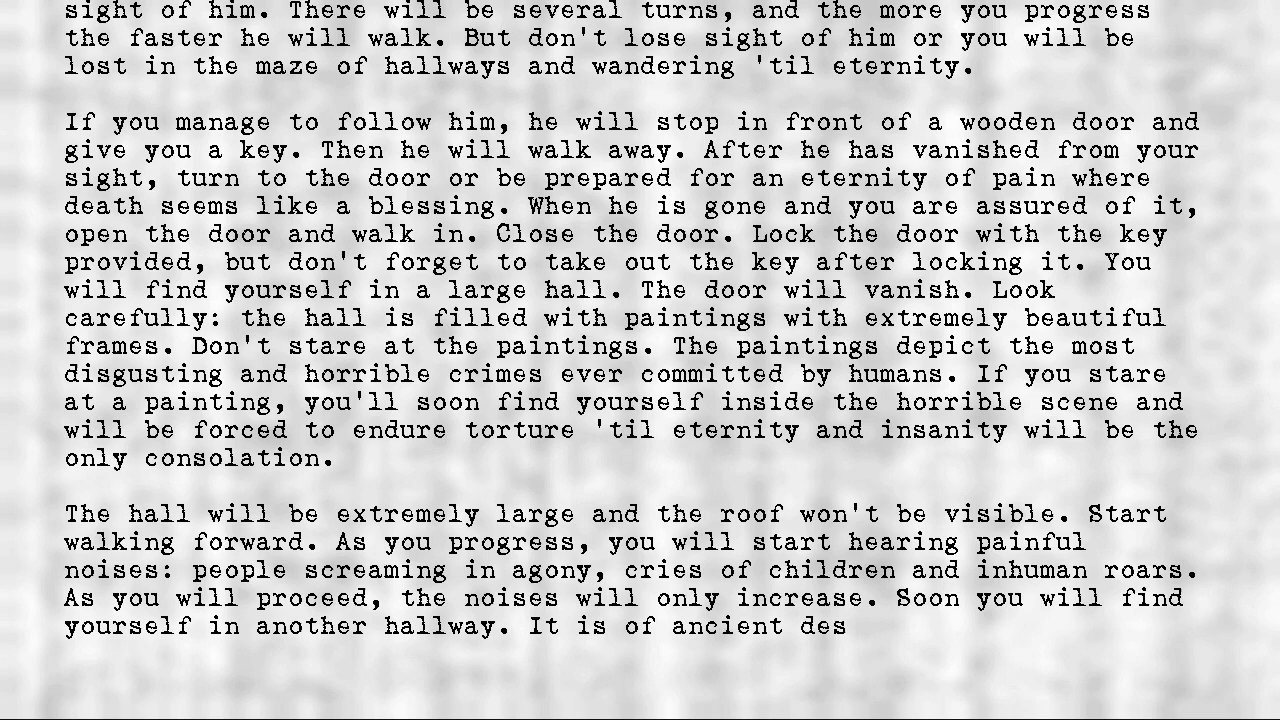 sight of him. There will be several turns, and the more you progress
the faster he will walk. But don't lose sight of him or you will be
lost in the maze of hallways and wandering 'til eternity.
If you manage to follow him, he will stop in front of a wooden door and
give you a key. Then he will walk away. After he has vanished from your
sight, turn to the door or be prepared for an eternity of pain where
death seems like a blessing. When he is gone and you are assured of it,
open the door and walk in. Close the door. Lock the door with the key
provided, but don't forget to take out the key after locking it. You
will find yourself in a large hall. The door will vanish. Look
carefully: the hall is filled with paintings with extremely beautiful
frames. Don't stare at the paintings. The paintings depict the most
disgusting and horrible crimes ever committed by humans. If you stare
at a painting, you'll soon find yourself inside the horrible scene and
will be forced to endure torture 'til eternity and insanity will be the
only consolation.
The hall will be extremely large and the roof won't be visible. Start
walking forward. As you progress, you will start hearing painful
noises: people screaming in agony, cries of children and inhuman roars.
As you will proceed, the noises will only increase. Soon you will find
yourself in another hallway. It is of ancient des